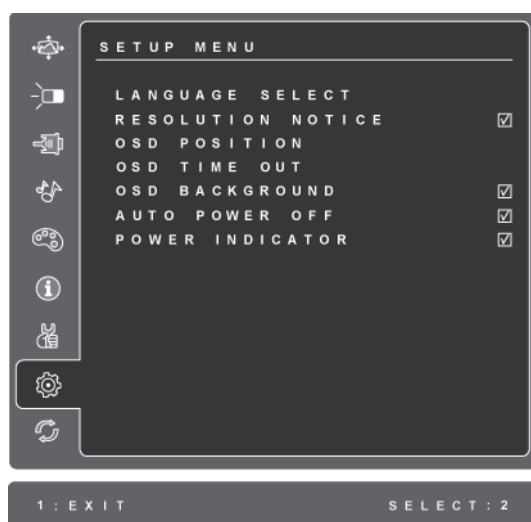 SETUP MENU
LANGUAGE SELECT
RESOLUTION NOTICE
OSD POSITION
OSD TIME OUT
OSD BACKGROUND
AUTO POWER OFF
POWER INDICATOR
1:EXIT SELECT:2